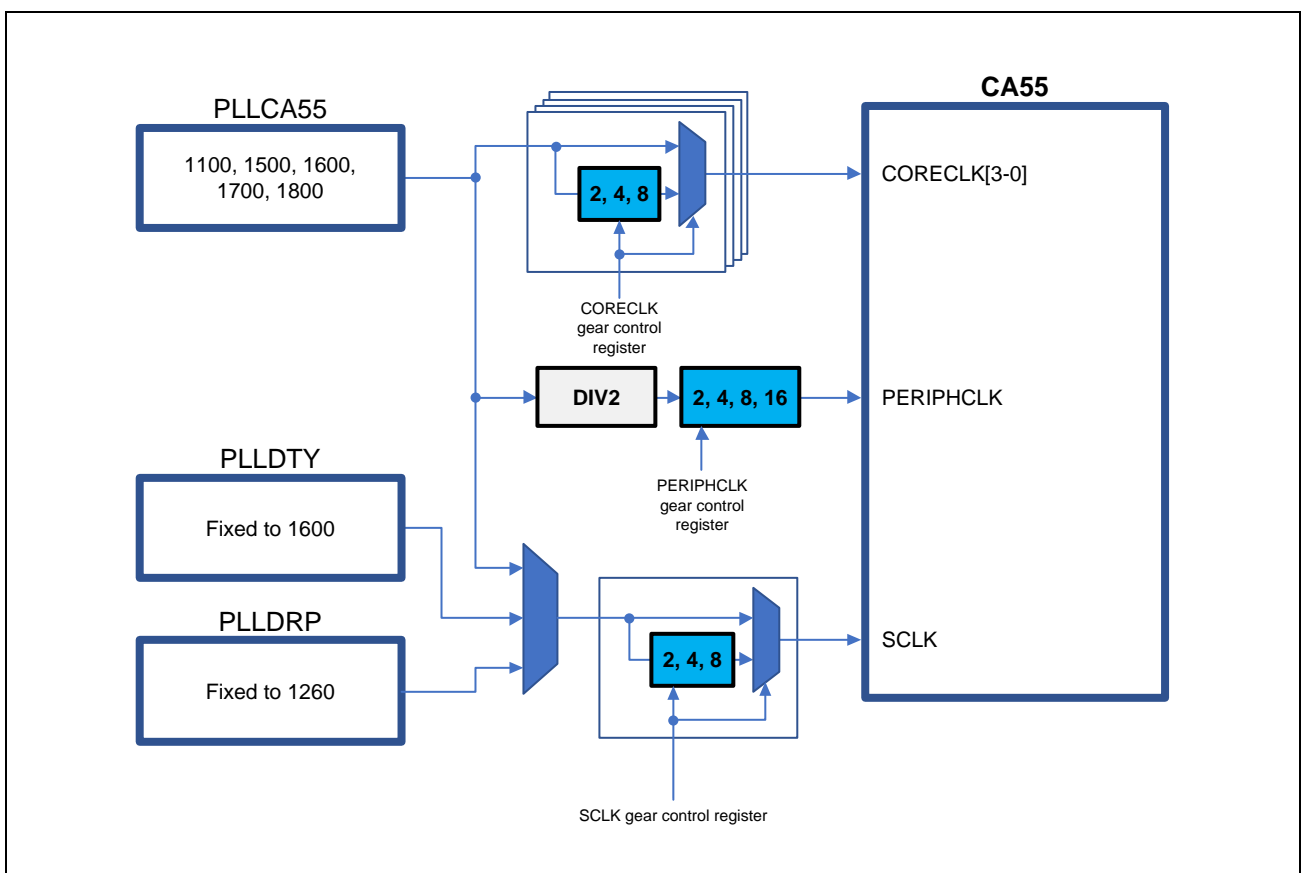 PLLCA55
1100, 1500, 1600,
1700, 1800
2, 4, 8
CORECLK
gear control
register
CA55
CORECLK[3-0]
DIV2
2, 4, 8, 16
PERIPHCLK
PERIPHCLK
gear control
register
PLLDTY
Fixed to 1600
PLLDRP
Fixed to 1260
2, 4, 8
SCLK
SCLK gear control register